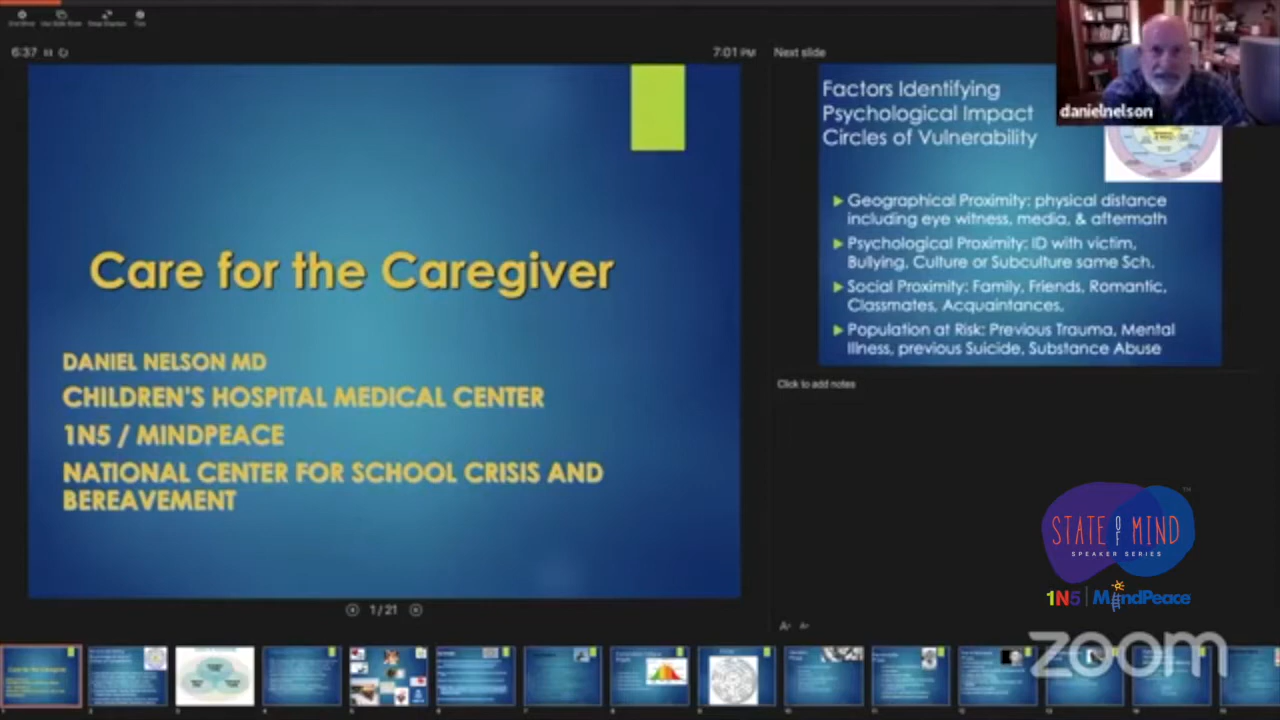 6:37
7:01 PM
Next slide
Care for the Caregiver
DANIEL NELSON MD
CHILDREN'S HOSPITAL MEDICAL CENTER
1N5 / MINDPEACE
NATIONAL CENTER FOR SCHOOL CRISIS AND
BEREAVEMENT
1/21
Factors Identifying
Psychological Impact
Circles of Vulnerability
Geographical Proximity: physical distance
including eye witness, media, & aftermath
Psychological Proximity: ID with victim,
Bullying, Culture or Subculture same Sch.
Social Proximity: Family, Friends, Romantic,
Classmates, Acquaintances,
Population at Risk: Previous Trauma, Mental
Illness, previous Suicide, Substance Abuse
danielnelson
Click to add notes
STATE OF MIND
SPEAKER SERIES
1N5 | MindPeace
zoom